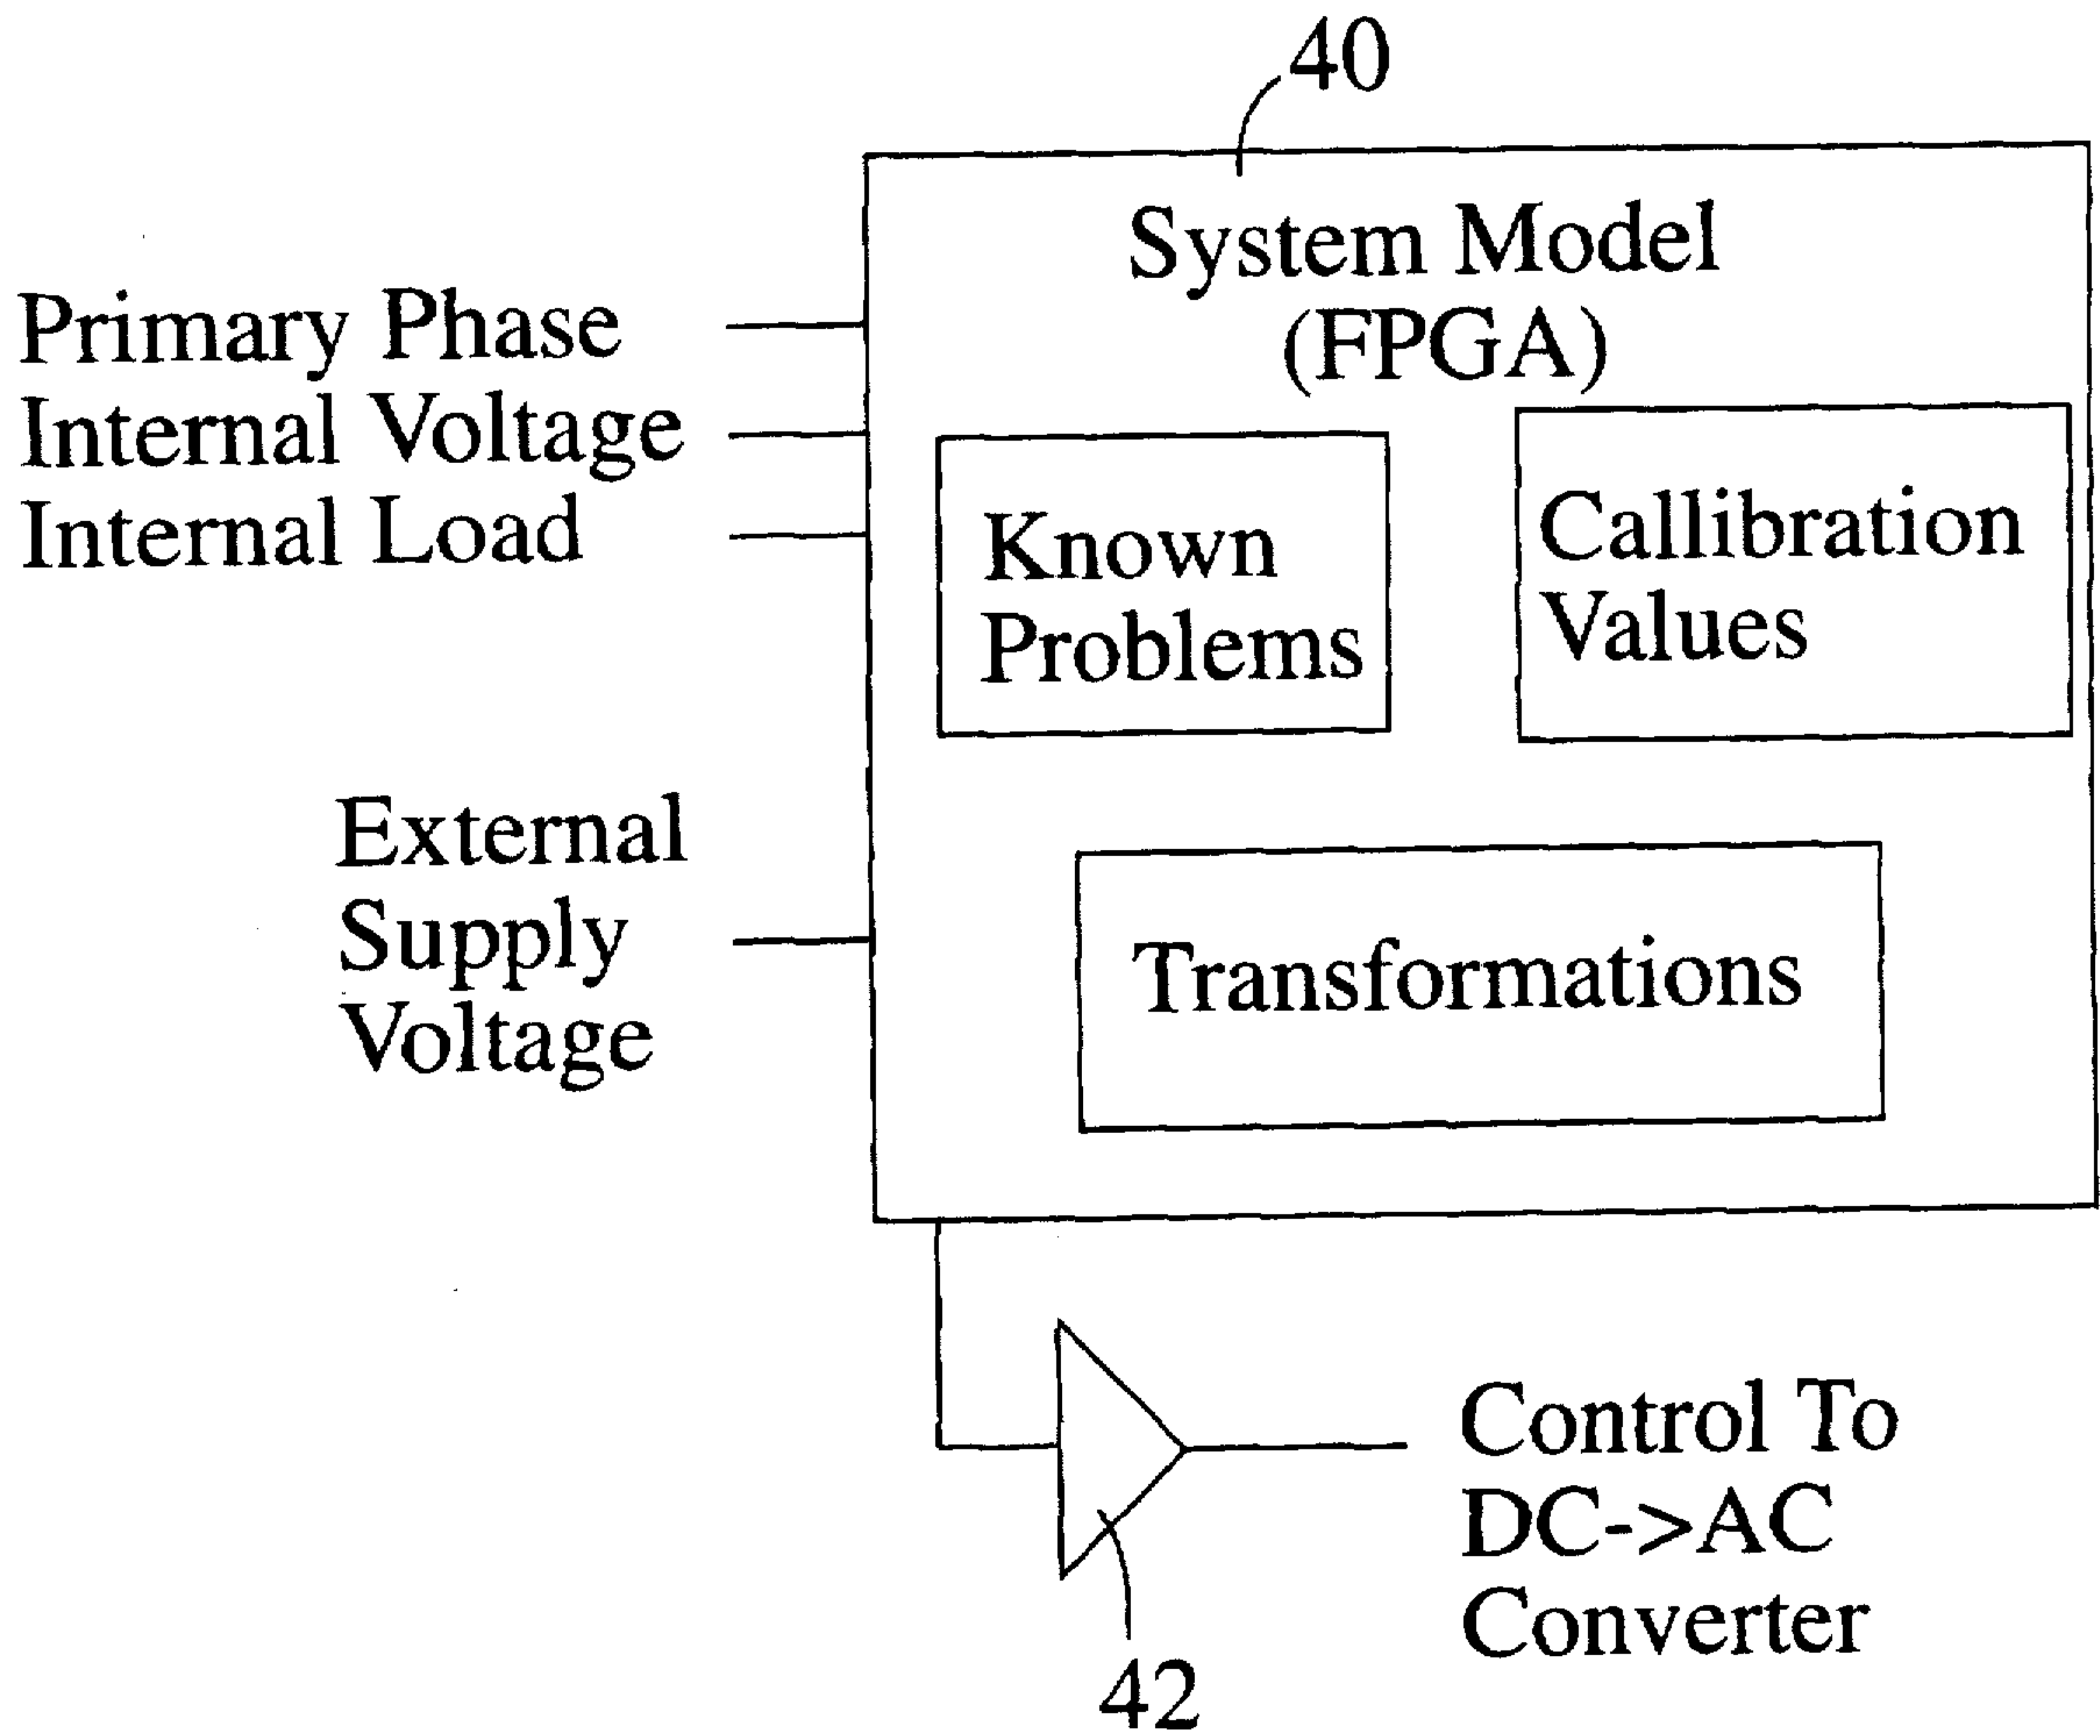 40
System Model
(FPGA)
Primary Phase
Internal Voltage
Internal Load
Known
Problems
Callibration
Values
External
Supply
Voltage
Transformations
Control To
DC->AC
Converter
42